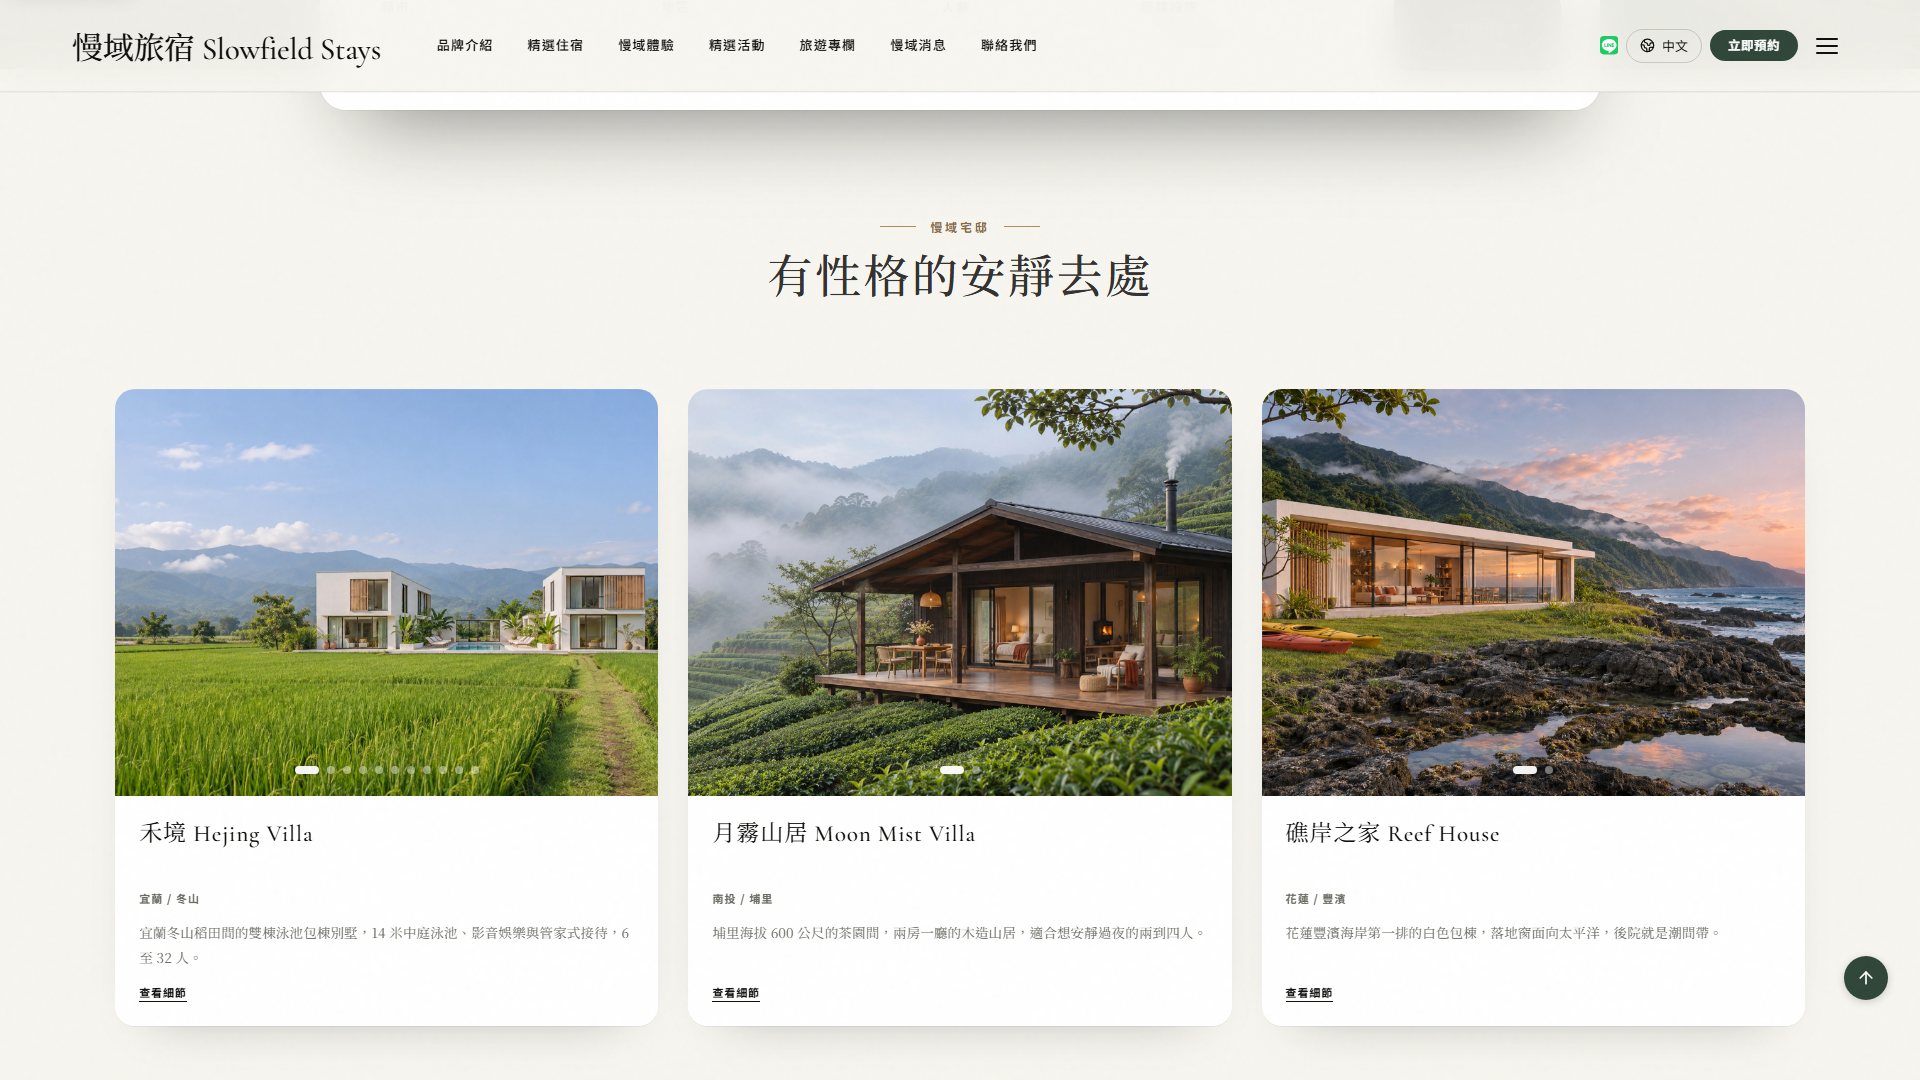 慢域旅宿 Slowfield Stays
品牌介紹
精選住宿
慢域體驗
精選活動
旅遊專欄
慢域消息
聯絡我們
LINE
中文
立即預約
慢域宅邸
有性格的安靜去處
禾境 Hejing Villa
宜蘭 / 冬山
宜蘭冬山稻田間的雙棟泳池包棟別墅，14 米中庭泳池、影音娛樂與管家式接待，6
至 32 人。
查看細節
月霧山居 Moon Mist Villa
南投 / 埔里
埔里海拔 600 公尺的茶園間，兩房一廳的木造山居，適合想安靜過夜的兩到四人。
查看細節
礁岸之家 Reef House
花蓮 / 豐濱
花蓮豐濱海岸第一排的白色包棟，落地窗面向太平洋，後院就是潮間帶。
查看細節